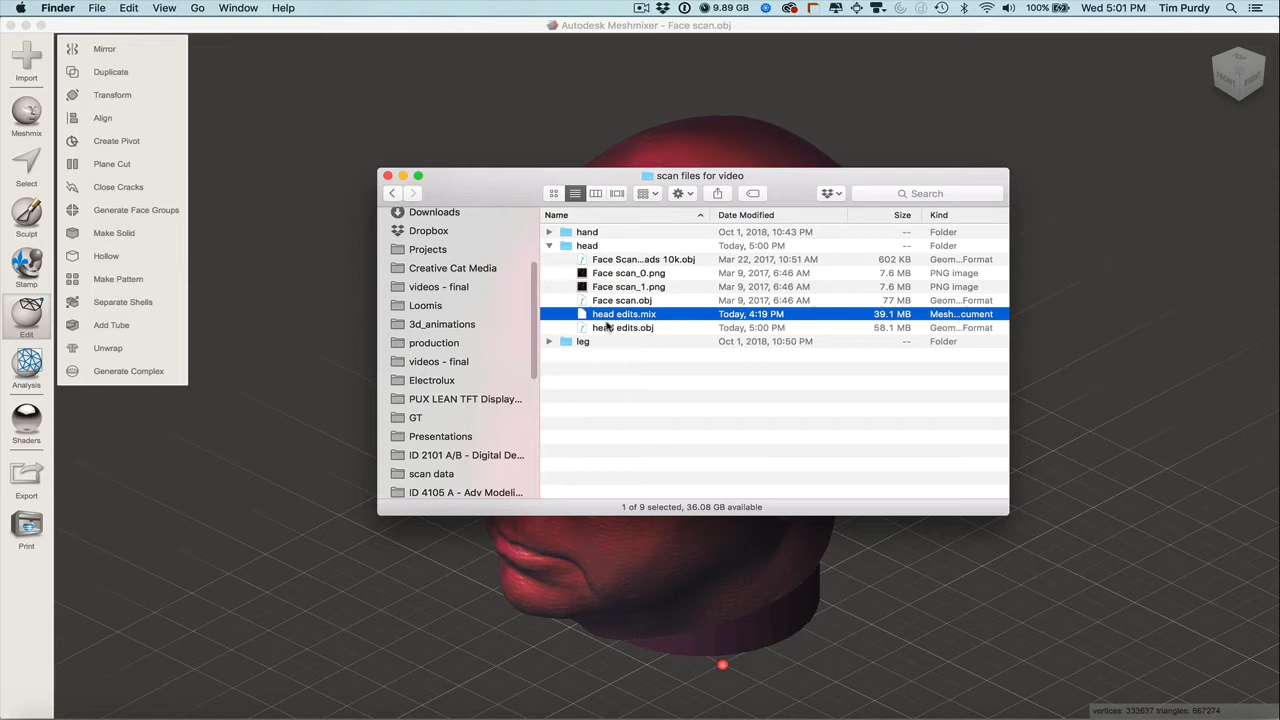 Finder File Edit View Go Window Help 9.89 GB 100% Wed 5:01 PM Tim Purdy
Autodesk Meshmixer - Face scan.obj
Import
Meshmix
Select
Sculpt
Stamp
Edit
Analysis
Shaders
Export
Print
Mirror
Duplicate
Transform
Align
Create Pivot
Plane Cut
Close Cracks
Generate Face Groups
Make Solid
Hollow
Make Pattern
Separate Shells
Add Tube
Unwrap
Generate Complex
FRONT RIGHT
scan files for video
Search
Downloads
Dropbox
Projects
Creative Cat Media
videos - final
Loomis
3d_animations
production
videos - final
Electrolux
PUX LEAN TFT Display...
GT
Presentations
ID 2101 A/B - Digital De...
scan data
ID 4105 A - Adv Modeli...
Name Date Modified Size Kind
hand Oct 1, 2018, 10:43 PM -- Folder
head Today, 5:00 PM -- Folder
Face Scan...ads 10k.obj Mar 22, 2017, 10:51 AM 602 KB Geom...Format
Face scan_0.png Mar 9, 2017, 6:46 AM 7.6 MB PNG image
Face scan_1.png Mar 9, 2017, 6:46 AM 7.6 MB PNG image
Face scan.obj Mar 9, 2017, 6:46 AM 77 MB Geom...Format
head edits.mix Today, 4:19 PM 39.1 MB Mesh...cument
head edits.obj Today, 5:00 PM 58.1 MB Geom...Format
leg Oct 1, 2018, 10:50 PM -- Folder
1 of 9 selected, 36.08 GB available
vertices: 333637 triangles: 667274